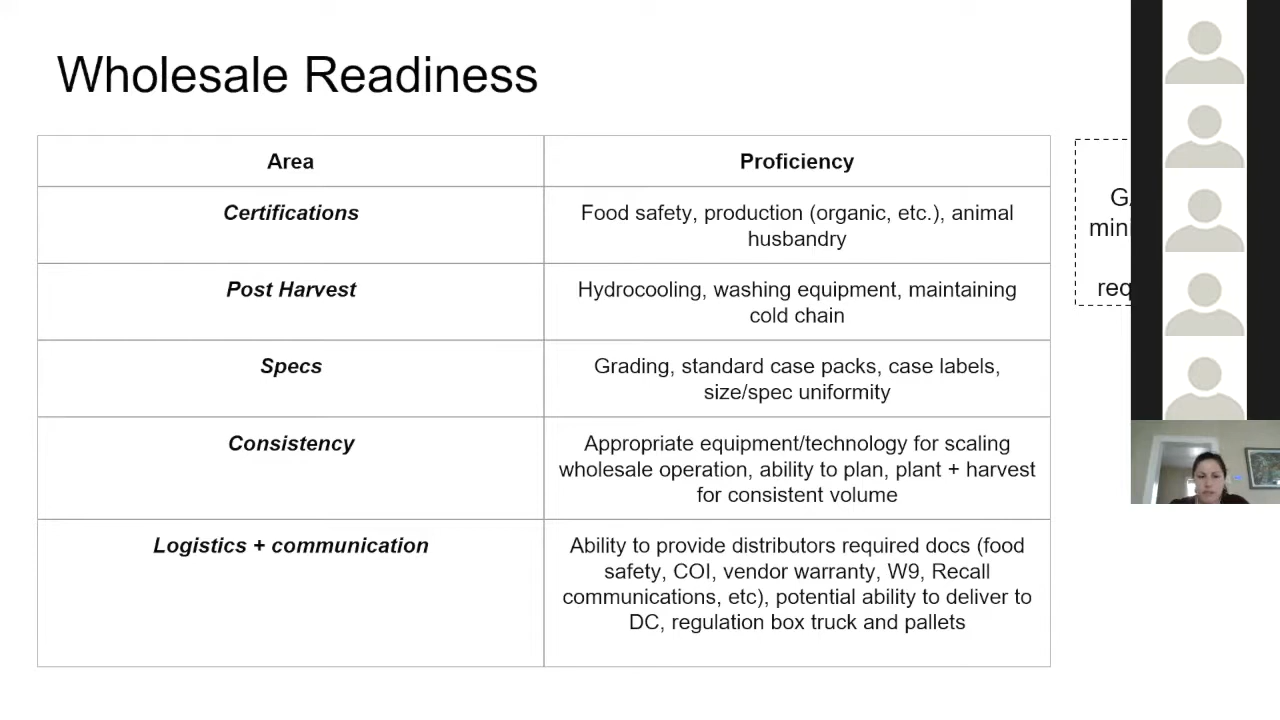 Wholesale Readiness
Area
Proficiency
Certifications
Food safety, production (organic, etc.), animal
husbandry
Post Harvest
Hydrocooling, washing equipment, maintaining
cold chain
Specs
Grading, standard case packs, case labels,
size/spec uniformity
Consistency
Appropriate equipment/technology for scaling
wholesale operation, ability to plan, plant + harvest
for consistent volume
Logistics + communication
Ability to provide distributors required docs (food
safety, COI, vendor warranty, W9, Recall
communications, etc), potential ability to deliver to
DC, regulation box truck and pallets